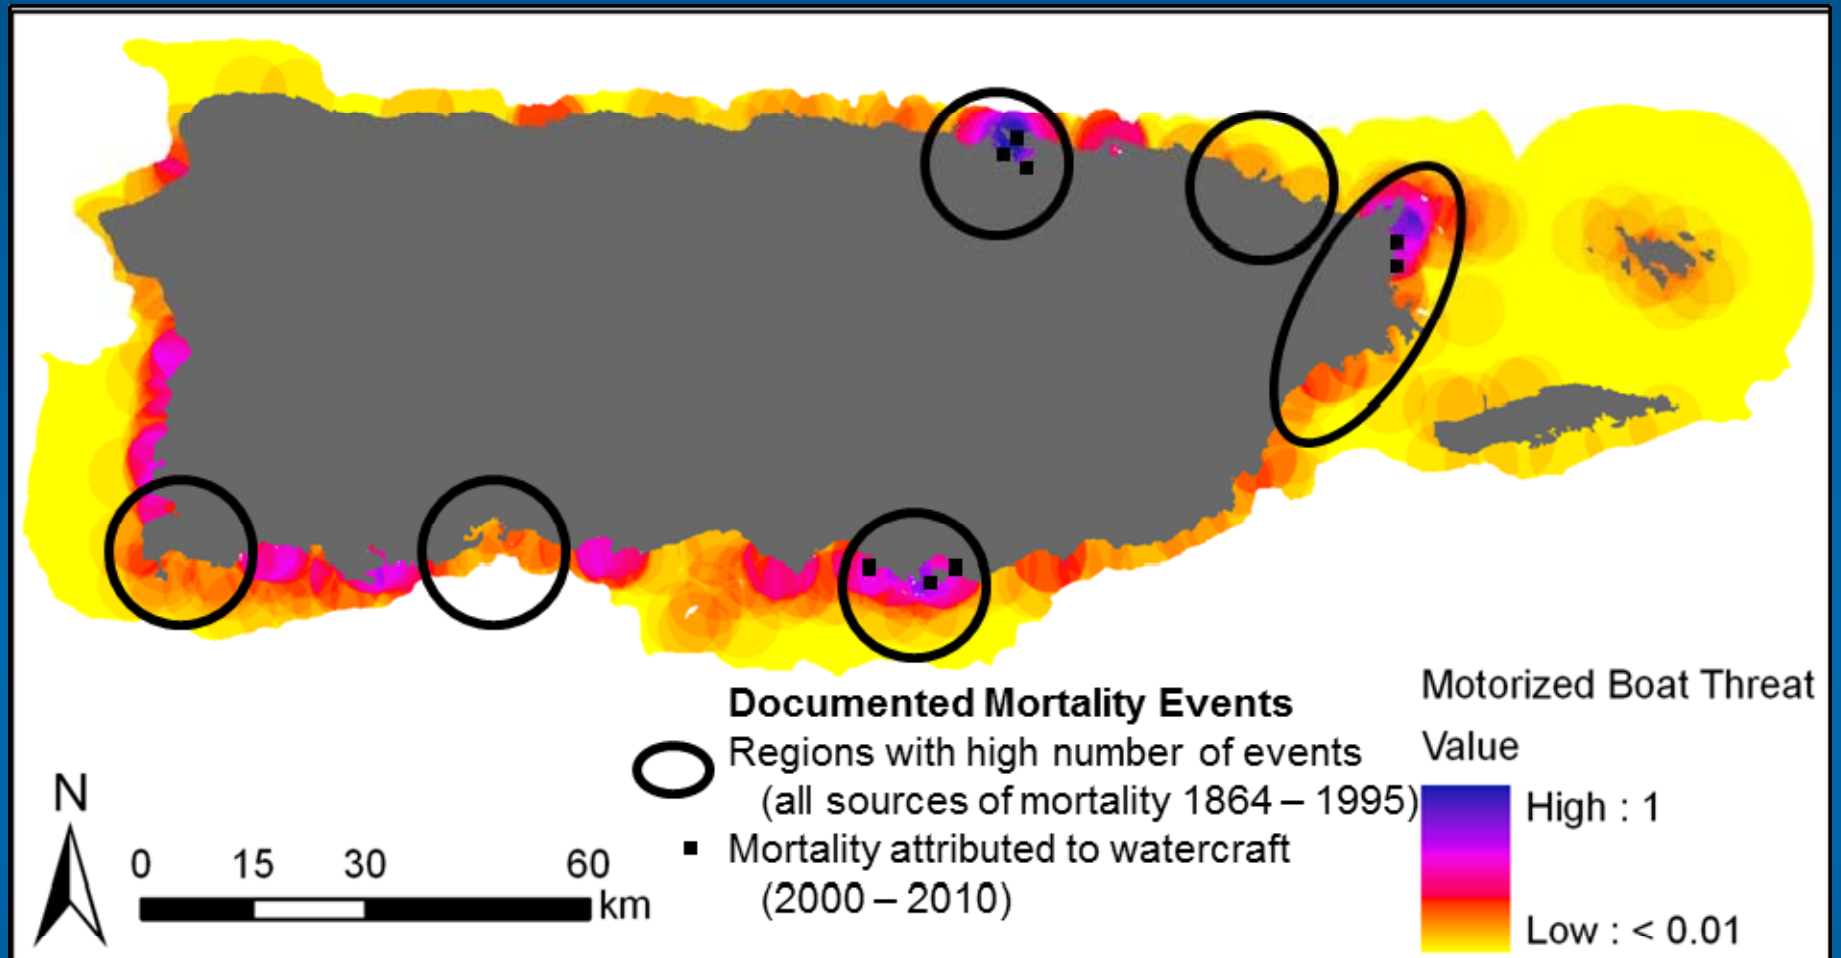 Documented Mortality Events
Regions with high number of events
(all sources of mortality 1864 – 1995)
Mortality attributed to watercraft
(2000 – 2010)
Motorized Boat Threat
Value
High : 1
Low : < 0.01
N
0 15 30 60
km